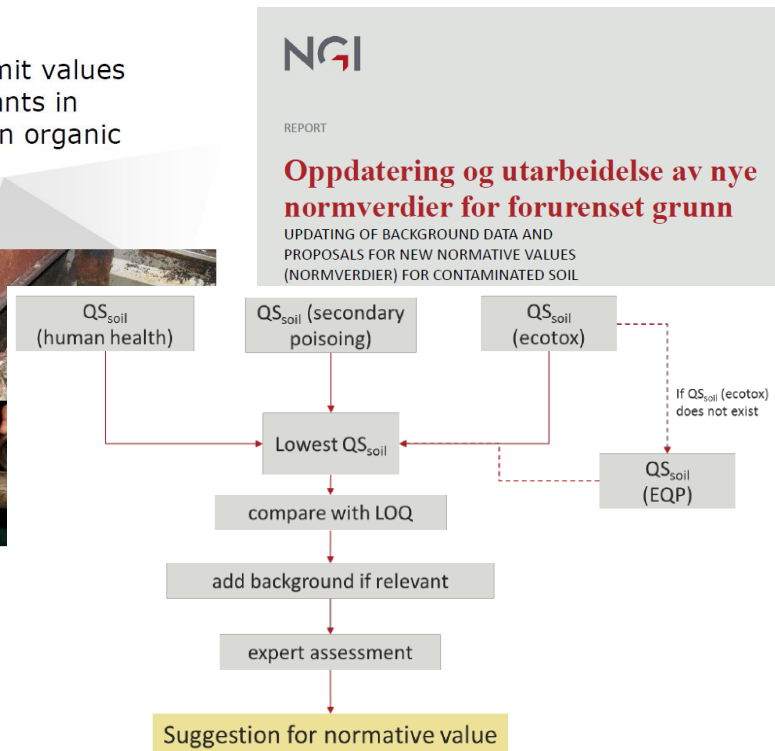 mit values
ants in
n organic
NGI
REPORT
Oppdatering og utarbeidelse av nye
normverdier for forurenset grunn
UPDATING OF BACKGROUND DATA AND
PROPOSALS FOR NEW NORMATIVE VALUES
(NORMVERDIER) FOR CONTAMINATED SOIL
QSsoil
(human health)
QSsoil (secondary
poisoing)
QSsoil
(ecotox)
If QSsoil (ecotox)
does not exist
Lowest QSsoil
QSsoil
(EQP)
compare with LOQ
add background if relevant
expert assessment
Suggestion for normative value